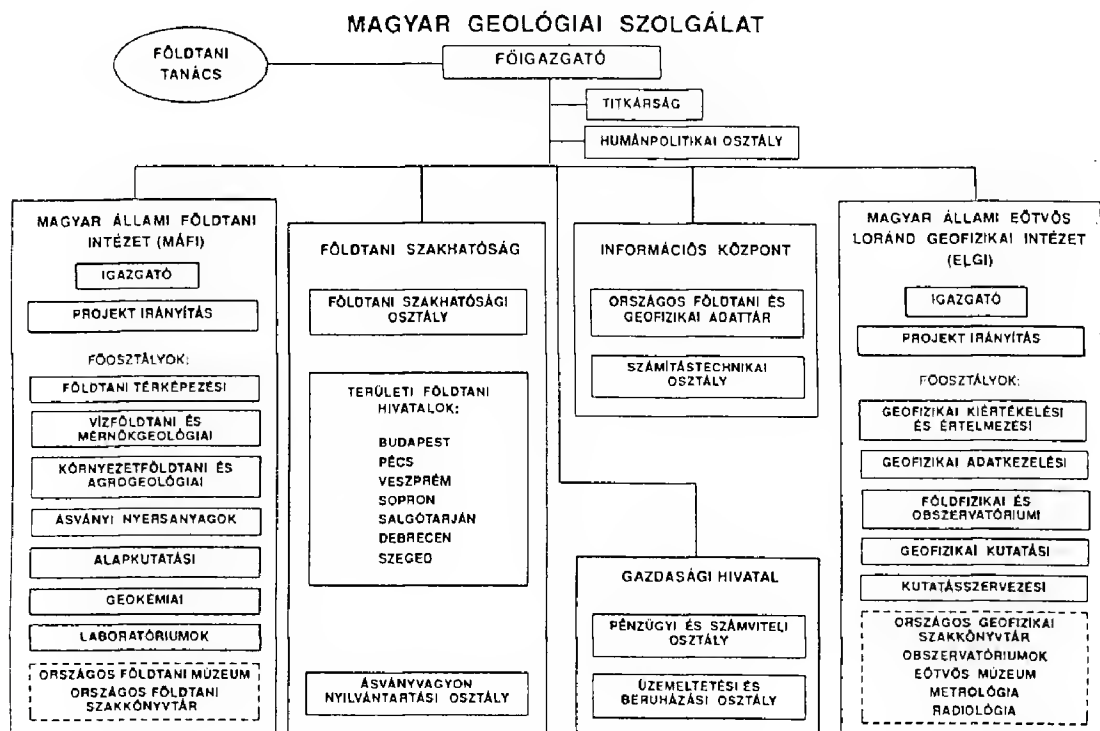 MAGYAR GEOLÓGIAI SZOLGÁLAT
FÖLDTANI
TANÁCS
FŐIGAZGATÓ
TITKÁRSÁG
HUMÁNPOLITIKAI OSZTÁLY
MAGYAR ÁLLAMI FÖLDTANI
INTÉZET (MÁFI)
IGAZGATÓ
PROJEKT IRÁNYÍTÁS
FŐOSZTÁLYOK:
FÖLDTANI TÉRKÉPEZÉSI
VÍZFÖLDTANI ÉS
MÉRNÖKGEOLÓGIAI
KÖRNYEZETFÖLDTANI ÉS
AGROGEOLÓGIAI
ÁSVÁNYI NYERSANYAGOK
ALAPKUTATÁSI
GEOKÉMIAI
LABORATÓRIUMOK
ORSZÁGOS FÖLDTANI MÚZEUM
ORSZÁGOS FÖLDTANI
SZAKKÖNYVTÁR
FÖLDTANI SZAKHATÓSÁG
FÖLDTANI SZAKHATÓSÁGI
OSZTÁLY
TERÜLETI FÖLDTANI
HIVATALOK:
BUDAPEST
PÉCS
VESZPRÉM
SOPRON
SALGÓTARJÁN
DEBRECEN
SZEGED
ÁSVÁNYVAGYON
NYILVÁNTARTÁSI OSZTÁLY
INFORMÁCIÓS KÖZPONT
ORSZÁGOS FÖLDTANI ÉS
GEOFIZIKAI ADATTÁR
SZÁMÍTÁSTECHNIKAI
OSZTÁLY
GAZDASÁGI HIVATAL
PÉNZÜGYI ÉS SZÁMVITELI
OSZTÁLY
ÜZEMELTETÉSI ÉS
BERUHÁZÁSI OSZTÁLY
MAGYAR ÁLLAMI EÖTVÖS
LORÁND GEOFIZIKAI INTÉZET
(ELGI)
IGAZGATÓ
PROJEKT IRÁNYÍTÁS
FŐOSZTÁLYOK:
GEOFIZIKAI KIÉRTÉKELÉSI
ÉS ÉRTELMEZÉSI
GEOFIZIKAI ADATKEZELÉSI
FÖLDFIZIKAI ÉS
OBSZERVATÓRIUMI
GEOFIZIKAI KUTATÁSI
KUTATÁSSZERVEZÉSI
ORSZÁGOS GEOFIZIKAI
SZAKKÖNYVTÁR
OBSZERVATÓRIUMOK
EÖTVÖS MÚZEUM
METROLÓGIA
RADIOLÓGIA